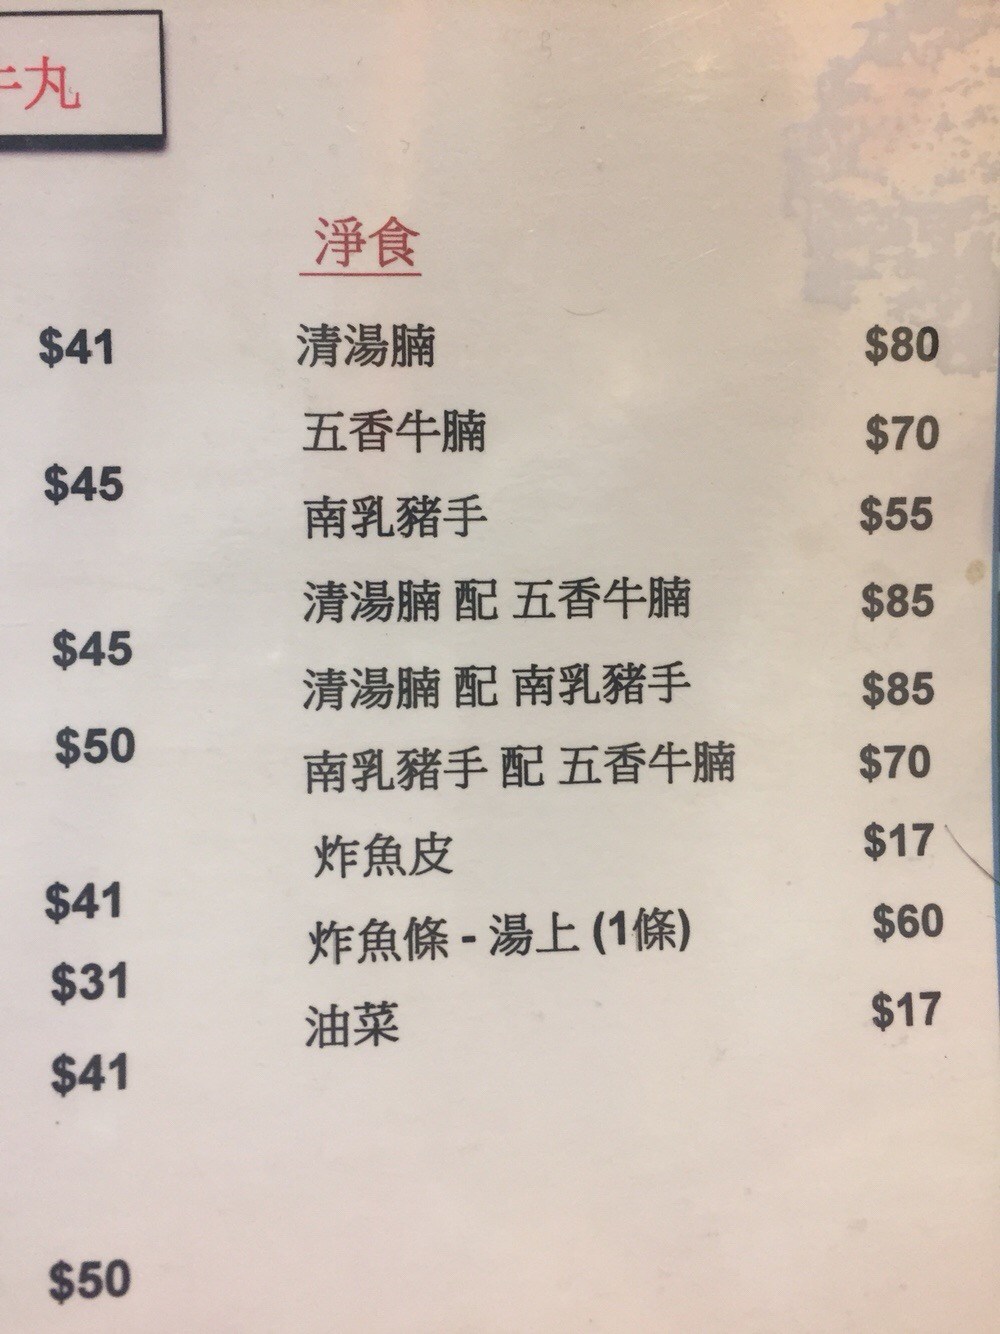 丸
淨食
$41 清湯腩 $80
五香牛腩 $70
$45
南乳豬手 $55
清湯腩 配 五香牛腩 $85
$45
清湯腩 配 南乳豬手 $85
$50
南乳豬手 配 五香牛腩 $70
炸魚皮 $17
$41
炸魚條 - 湯上 (1條) $60
$31
油菜 $17
$41
$50